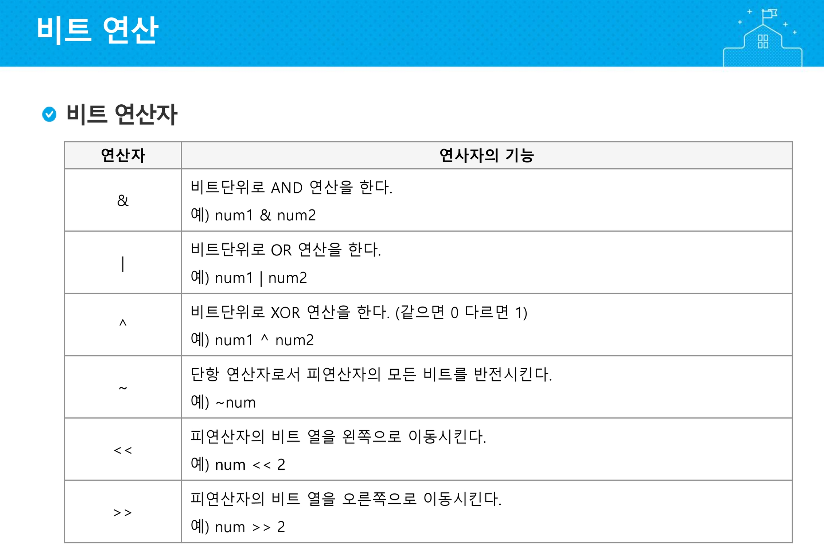 비트 연산
비트 연산자
연산자 연사자의 기능
& 비트단위로 AND 연산을 한다.
예) num1 & num2
| 비트단위로 OR 연산을 한다.
예) num1 | num2
^ 비트단위로 XOR 연산을 한다. (같으면 0 다르면 1)
예) num1 ^ num2
~ 단항 연산자로서 피연산자의 모든 비트를 반전시킨다.
예) ~num
<< 피연산자의 비트 열을 왼쪽으로 이동시킨다.
예) num << 2
>> 피연산자의 비트 열을 오른쪽으로 이동시킨다.
예) num >> 2